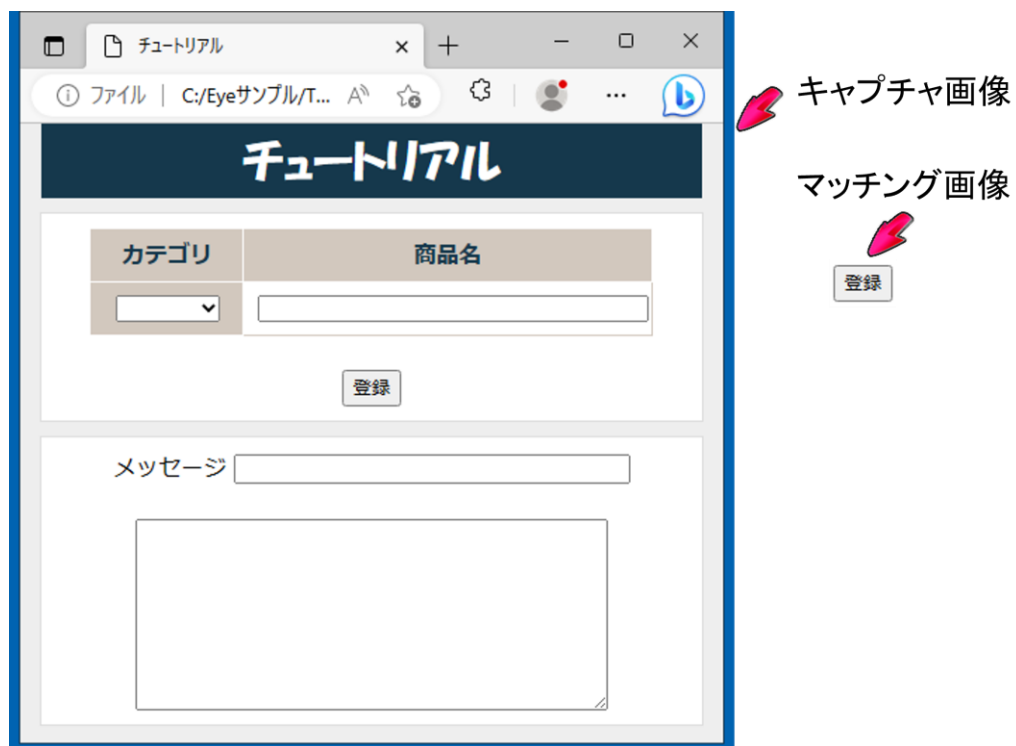 チュートリアル
ファイル | C:/Eyeサンプル/T...
チュートリアル
カテゴリ 商品名
登録
メッセージ
キャプチャ画像
マッチング画像
登録